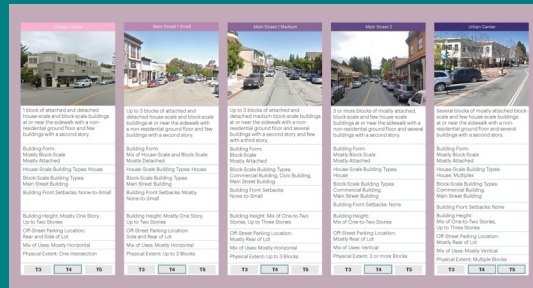 Village Center
1 block of attached and detached
house-scale and block-scale buildings
at or near the sidewalk with a non-
residential ground floor and few
buildings with a second story.
Building Form:
Mostly Block-Scale
Mostly Attached
House-Scale Building Types: House
Block-Scale Building Types:
Main Street Building
Building Front Setbacks: None-to-Small
Building Height: Mostly One Story,
Up to Two Stories
Off-Street Parking Location:
Rear and Side of Lot
Mix of Uses: Mostly Horizontal
Physical Extent: One Intersection
T3 T4 T5
Main Street 1 Small
Up to 3 blocks of attached and
detached house-scale and block-scale
buildings at or near the sidewalk with
a non-residential ground floor and few
buildings with a second story.
Building Form:
Mix of House-Scale and Block-Scale
Mostly Detached
House-Scale Building Types: House
Block-Scale Building Types:
Main Street Building
Building Front Setbacks: Mostly
None-to-Small
Building Height: Mostly One Story,
Up to Two Stories
Off-Street Parking Location:
Side and Rear of Lot
Mix of Uses: Mostly Horizontal
Physical Extent: Up to 3 Blocks
T3 T4 T5
Main Street 1 Medium
Up to 3 blocks of attached and
detached medium block-scale buildings
at or near the sidewalk with a non-
residential ground floor and several
buildings with a second story and few
with a third story.
Building Form:
Block-Scale
Mostly Attached
Block-Scale Building Types:
Commercial Building, Civic Building,
Main Street Building
Building Front Setbacks: None-to-Small
Building Height: Mix of One-to-Two
Stories, Up to Three Stories
Off-Street Parking Location:
Mostly Rear of Lot
Mix of Uses: Mostly Horizontal
Physical Extent: Up to 3 Blocks
T3 T4 T5
Main Street 2
3 or more blocks of mostly attached,
block-scale and few house-scale
buildings at or near the sidewalk with a
non-residential ground floor and several
buildings with a second story.
Building Form:
Mostly Block-Scale
Mostly Attached
House-Scale Building Types:
House
Block-Scale Building Types:
Commercial Building,
Main Street Building
Building Front Setbacks: None
Building Height:
Mix of One-to-Two Stories
Off-Street Parking Location:
Mostly Rear of Lot
Mix of Uses: Vertical
Physical Extent: 3 or more Blocks
T3 T4 T5
Urban Center
Several blocks of mostly attached block-
scale and few house-scale buildings
at or near the sidewalk with a non-
residential ground floor and several
buildings with a second story.
Building Form:
Mostly Block-Scale
Mostly Attached
House-Scale Building Types:
House, Multiplex
Block-Scale Building Types:
Commercial Building,
Main Street Building
Building Front Setbacks: None
Building Height:
Mix of One-to-Two Stories,
Up to Three Stories
Off-Street Parking Location:
Mostly Rear of Lot
Mix of Uses: Mostly Vertical
Physical Extent: Multiple Blocks
T3 T4 T5